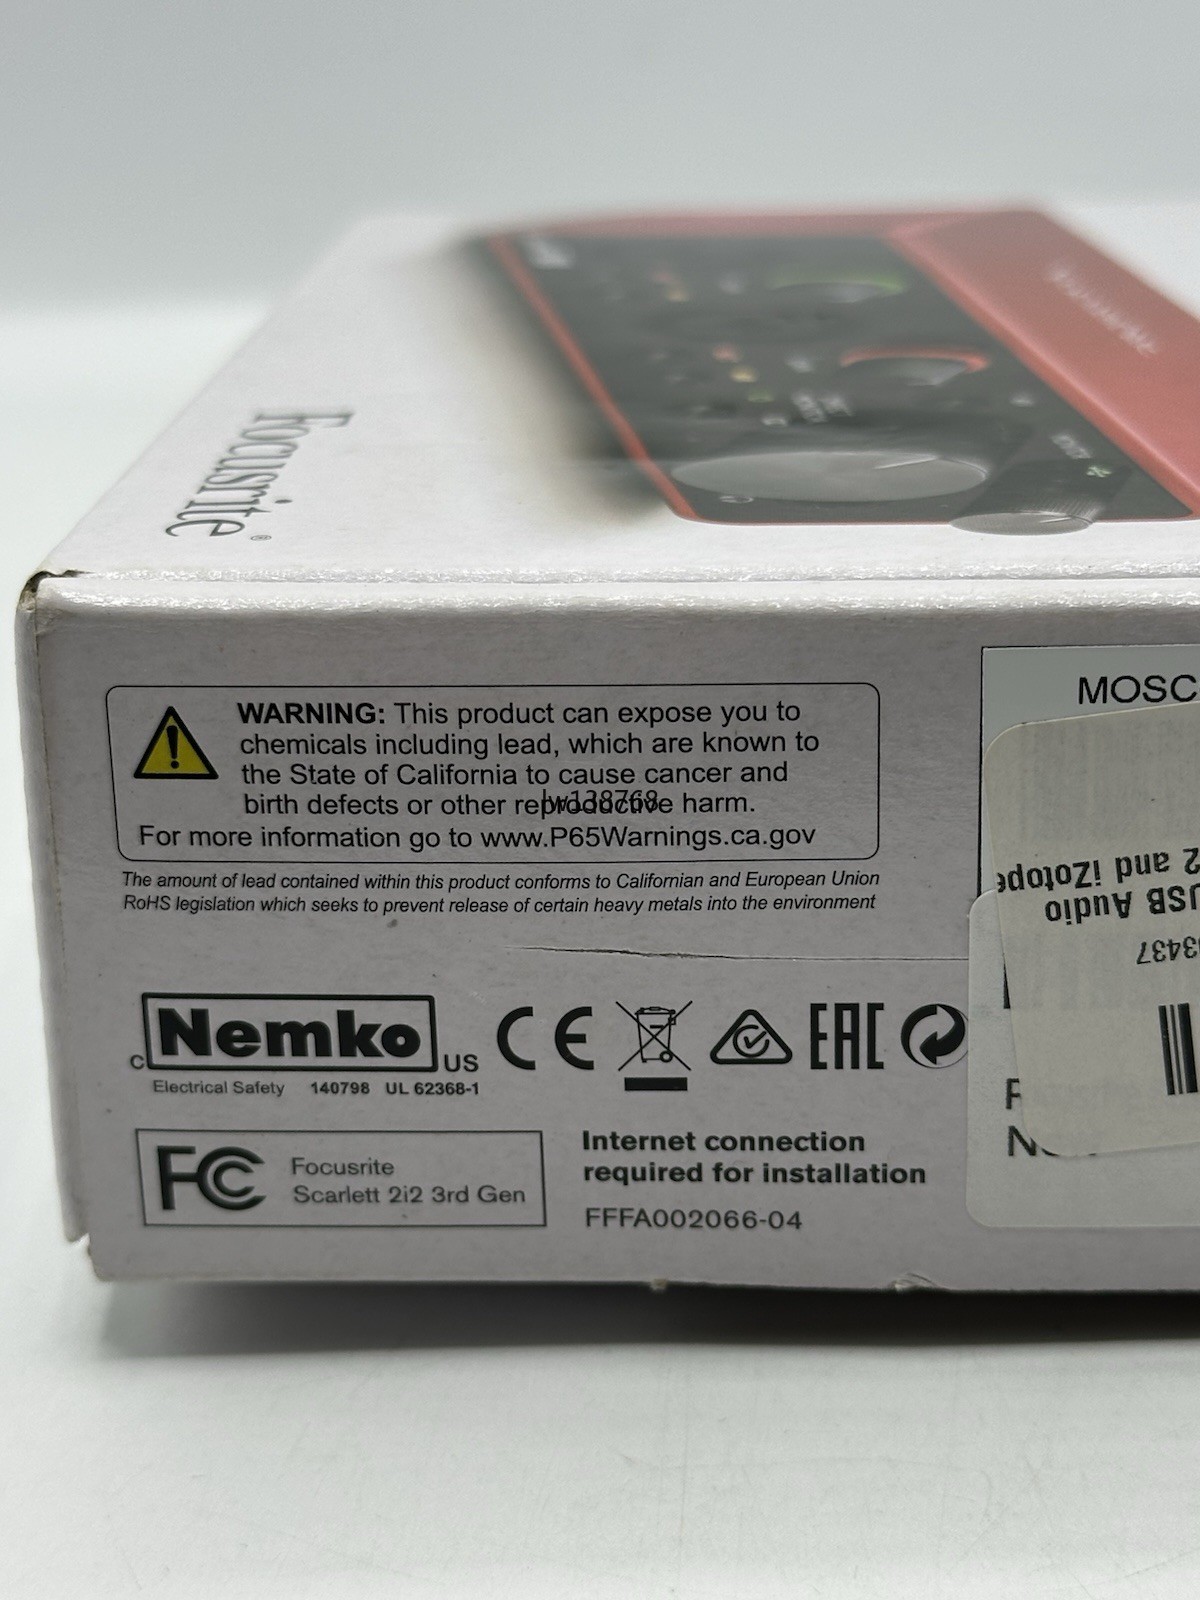 Focusrite®
Focusrite
WARNING: This product can expose you to
chemicals including lead, which are known to
the State of California to cause cancer and
birth defects or other reproductive harm.
lw138768
For more information go to www.P65Warnings.ca.gov
The amount of lead contained within this product conforms to Californian and European Union
RoHS legislation which seeks to prevent release of certain heavy metals into the environment
MOSC
2 and iZotope
USB Audio
3437
c Nemko US
Electrical Safety 140798 UL 62368-1
CE
EAC
FC Focusrite
Scarlett 2i2 3rd Gen
Internet connection
required for installation
FFFA002066-04